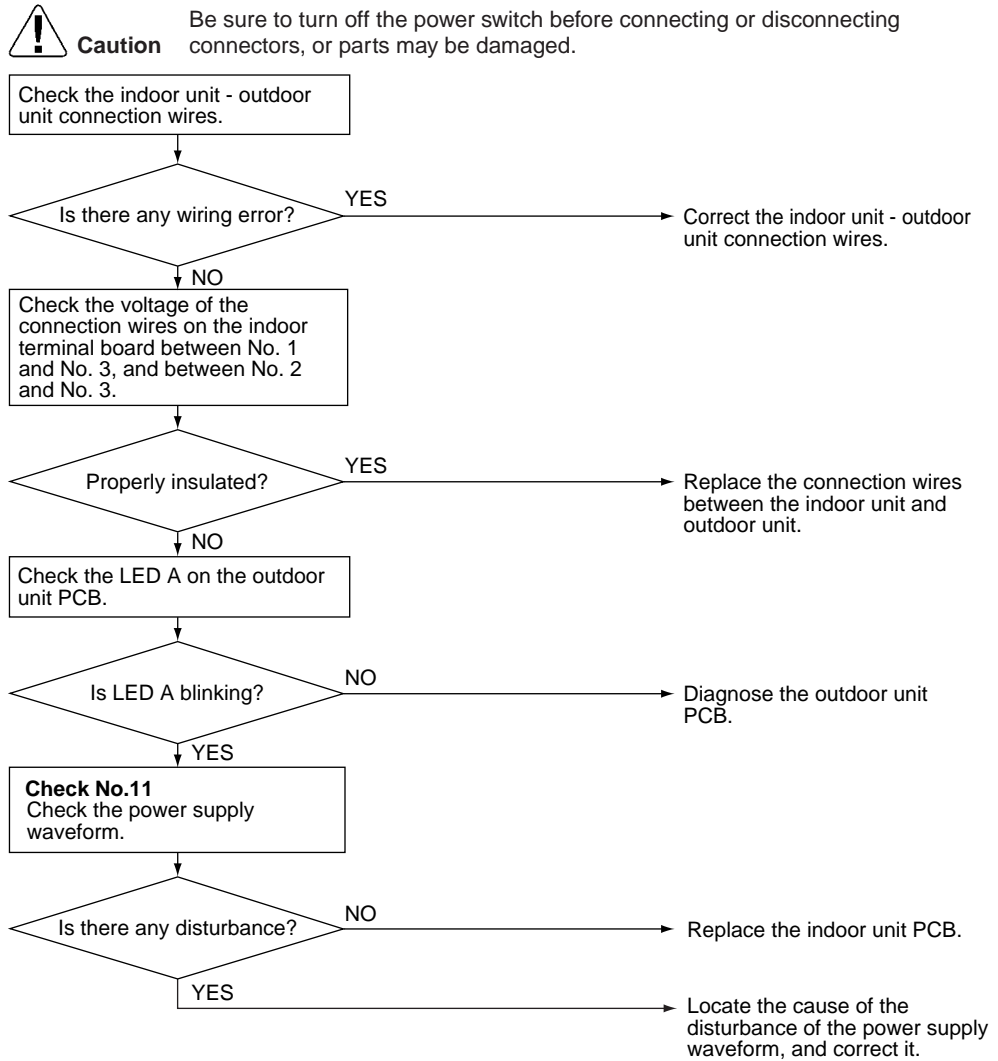 Be sure to turn off the power switch before connecting or disconnecting
Caution connectors, or parts may be damaged.
Check the indoor unit - outdoor
unit connection wires.
Is there any wiring error?
YES
Correct the indoor unit - outdoor
unit connection wires.
NO
Check the voltage of the
connection wires on the indoor
terminal board between No. 1
and No. 3, and between No. 2
and No. 3.
Properly insulated?
YES
Replace the connection wires
between the indoor unit and
outdoor unit.
NO
Check the LED A on the outdoor
unit PCB.
Is LED A blinking?
NO
Diagnose the outdoor unit
PCB.
YES
Check No.11
Check the power supply
waveform.
Is there any disturbance?
NO
Replace the indoor unit PCB.
YES
Locate the cause of the
disturbance of the power supply
waveform, and correct it.